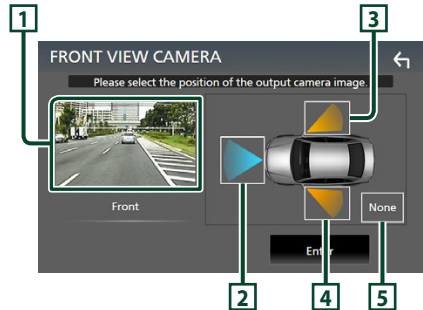 1
3
FRONT VIEW CAMERA
Please select the position of the output camera image.
Front
None
Enter
2
4
5